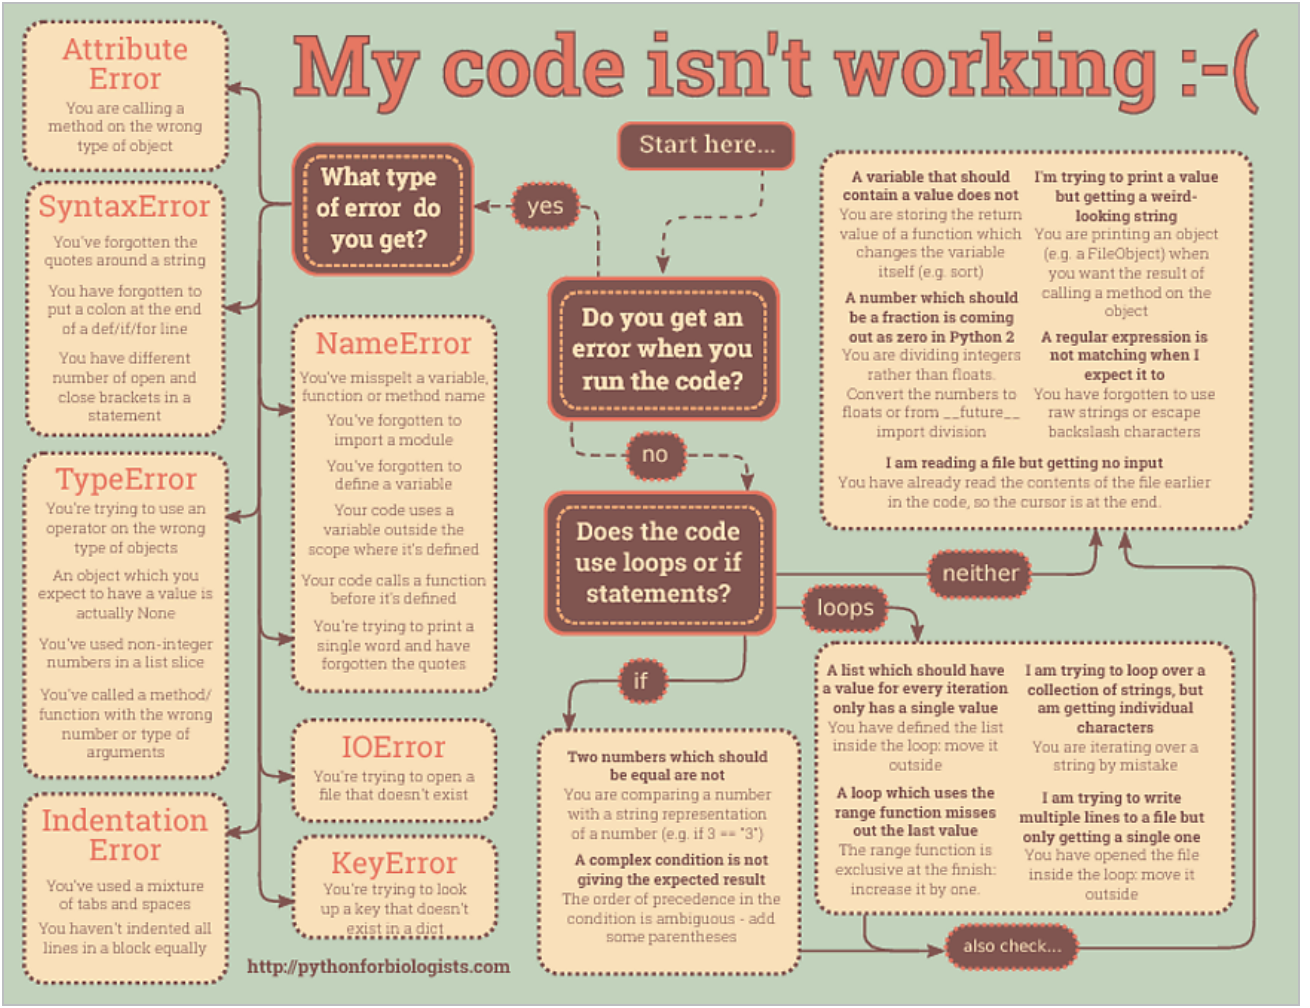 My code isn't working :-(
Start here...
Do you get an
error when you
run the code?
yes
What type
of error do
you get?
Attribute
Error
You are calling a
method on the wrong
type of object
SyntaxError
You've forgotten the
quotes around a string
You have forgotten to
put a colon at the end
of a def/if/for line
You have different
number of open and
close brackets in a
statement
TypeError
You're trying to use an
operator on the wrong
type of objects
An object which you
expect to have a value is
actually None
You've used non-integer
numbers in a list slice
You've called a method/
function with the wrong
number or type of
arguments
Indentation
Error
You've used a mixture
of tabs and spaces
You haven't indented all
lines in a block equally
NameError
You've misspelt a variable,
function or method name
You've forgotten to
import a module
You've forgotten to
define a variable
Your code uses a
variable outside the
scope where it's defined
Your code calls a function
before it's defined
You're trying to print a
single word and have
forgotten the quotes
IOError
You're trying to open a
file that doesn't exist
KeyError
You're trying to look
up a key that doesn't
exist in a dict
no
Does the code
use loops or if
statements?
neither
loops
if
A variable that should
contain a value does not
You are storing the return
value of a function which
changes the variable
itself (e.g. sort)
A number which should
be a fraction is coming
out as zero in Python 2
You are dividing integers
rather than floats.
Convert the numbers to
floats or from __future__
import division
I'm trying to print a value
but getting a weird-
looking string
You are printing an object
(e.g. a FileObject) when
you want the result of
calling a method on the
object
A regular expression is
not matching when I
expect it to
You have forgotten to use
raw strings or escape
backslash characters
I am reading a file but getting no input
You have already read the contents of the file earlier
in the code, so the cursor is at the end.
Two numbers which should
be equal are not
You are comparing a number
with a string representation
of a number (e.g. if 3 == "3")
A complex condition is not
giving the expected result
The order of precedence in the
condition is ambiguous - add
some parentheses
A list which should have
a value for every iteration
only has a single value
You have defined the list
inside the loop: move it
outside
A loop which uses the
range function misses
out the last value
The range function is
exclusive at the finish:
increase it by one.
I am trying to loop over a
collection of strings, but
am getting individual
characters
You are iterating over a
string by mistake
I am trying to write
multiple lines to a file but
only getting a single one
You have opened the file
inside the loop: move it
outside
also check...
http://pythonforbiologists.com